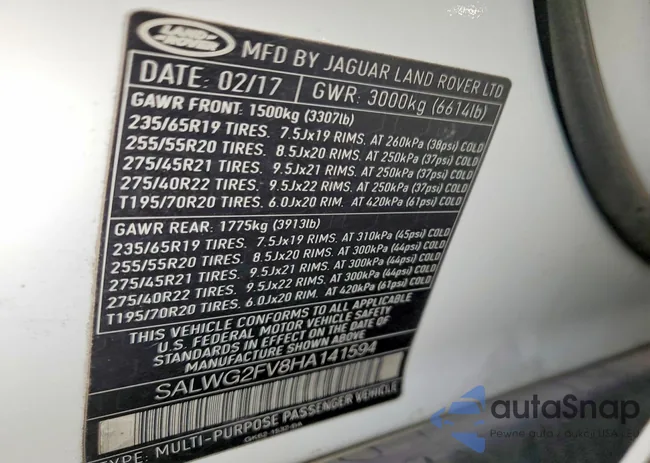 LAND ROVER
MFD BY JAGUAR LAND ROVER LTD
DATE: 02/17 GWR: 3000kg (6614lb)
GAWR FRONT: 1500kg (3307lb)
235/65R19 TIRES. 7.5Jx19 RIMS. AT 260kPa (38psi) COLD
255/55R20 TIRES. 8.5Jx20 RIMS. AT 250kPa (37psi) COLD
275/45R21 TIRES. 9.5Jx21 RIMS. AT 250kPa (37psi) COLD
275/40R22 TIRES. 9.5Jx22 RIMS. AT 250kPa (37psi) COLD
T195/70R20 TIRES. 6.0Jx20 RIM. AT 420kPa (61psi) COLD
GAWR REAR: 1775kg (3913lb)
235/65R19 TIRES. 7.5Jx19 RIMS. AT 310kPa (45psi) COLD
255/55R20 TIRES. 8.5Jx20 RIMS. AT 300kPa (44psi) COLD
275/45R21 TIRES. 9.5Jx21 RIMS. AT 300kPa (44psi) COLD
275/40R22 TIRES. 9.5Jx22 RIMS. AT 300kPa (44psi) COLD
T195/70R20 TIRES. 6.0Jx20 RIM. AT 420kPa (61psi) COLD
THIS VEHICLE CONFORMS TO ALL APPLICABLE
U.S. FEDERAL MOTOR VEHICLE SAFETY
STANDARDS IN EFFECT ON THE DATE OF
MANUFACTURE SHOWN ABOVE.
SALWG2FV8HA141594
TYPE: MULTI-PURPOSE PASSENGER VEHICLE
autaSnap
Pewne auto / u Anona